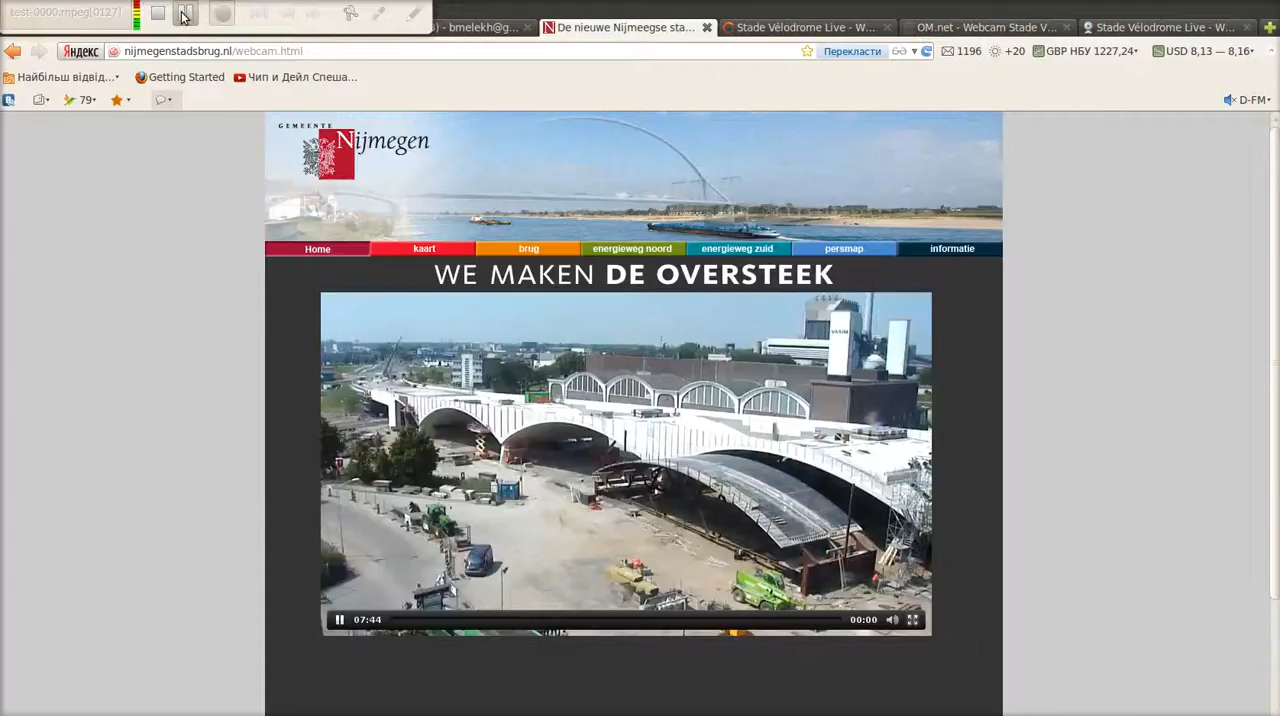 test-0000.mpeg[0127]
) - bmelekh@g...
De nieuwe Nijmeegse sta...
Stade Vélodrome Live - W...
OM.net - Webcam Stade V...
Stade Vélodrome Live - W...
Яндекс
nijmegenstadsbrug.nl/webcam.html
Перекласти
1196
+20
GBP НБУ 1227,24
USD 8,13 — 8,16
Найбільш відвід...
Getting Started
Чип и Дейл Спеша...
79
D-FM
GEMEENTE
Nijmegen
Home kaart brug energieweg noord energieweg zuid persmap informatie
WE MAKEN DE OVERSTEEK
07:44
00:00